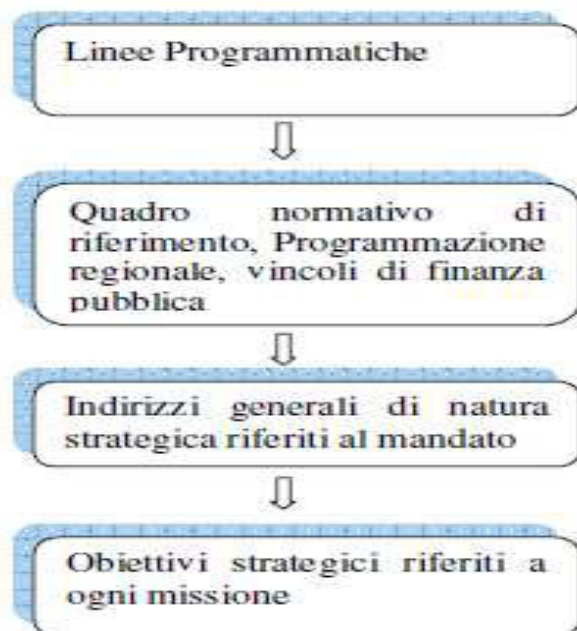 Linee Programmatiche
Quadro normativo di
riferimento, Programmazione
regionale, vincoli di finanza
pubblica
Indirizzi generali di natura
strategica riferiti al mandato
Obiettivi strategici riferiti a
ogni missione